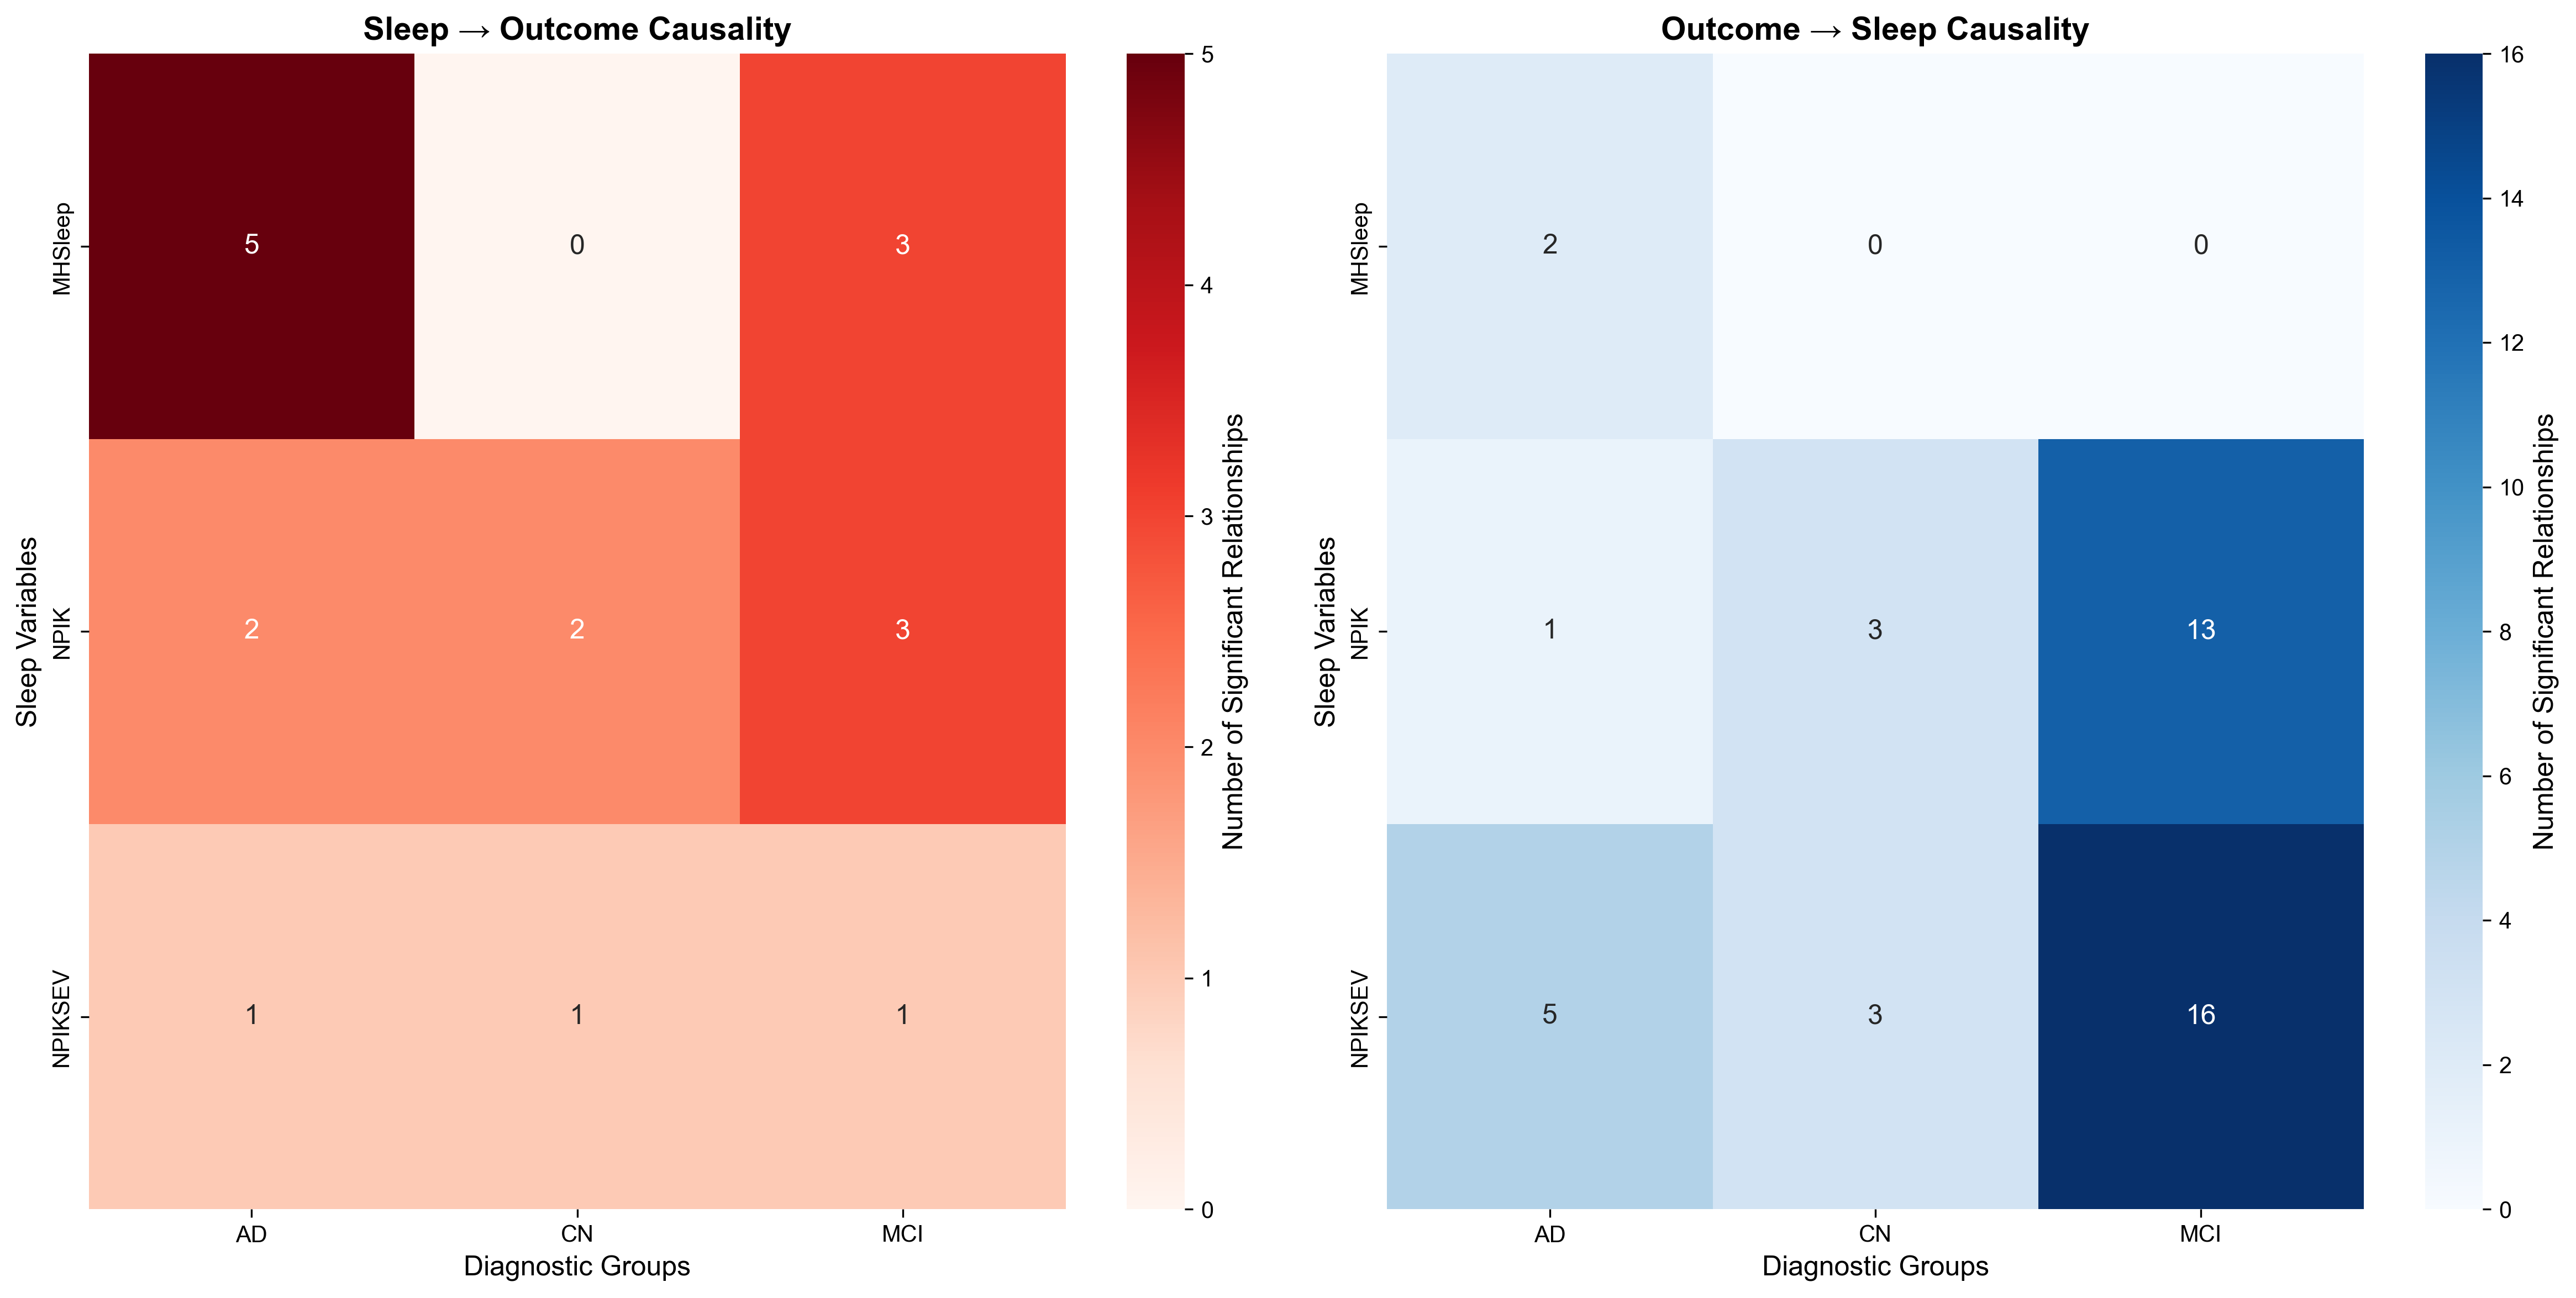 Sleep → Outcome Causality
Sleep Variables
MHSleep
NPIK
NPIKSEV
5 0 3
2 2 3
1 1 1
AD CN MCI
Diagnostic Groups
5
4
3
2
1
0
Number of Significant Relationships
Outcome → Sleep Causality
Sleep Variables
MHSleep
NPIK
NPIKSEV
2 0 0
1 3 13
5 3 16
AD CN MCI
Diagnostic Groups
16
14
12
10
8
6
4
2
0
Number of Significant Relationships